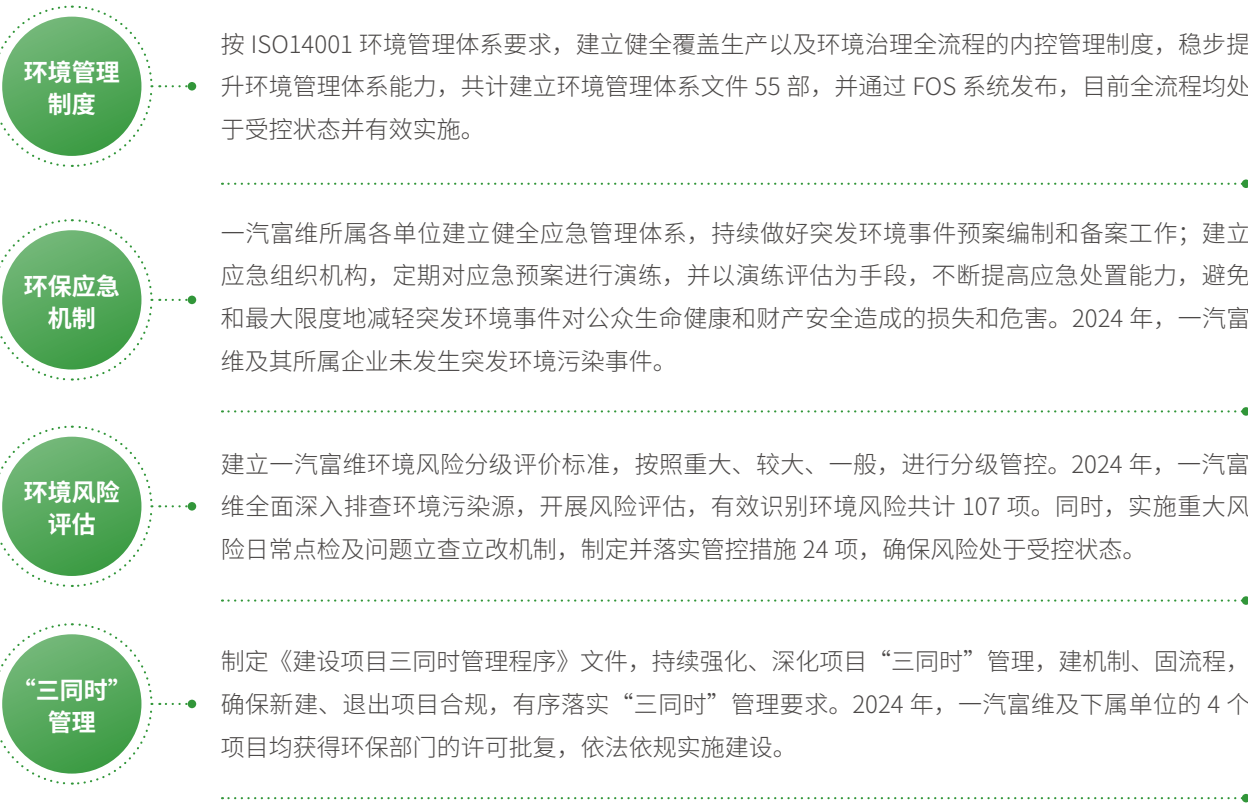 环境管理
制度
按 ISO14001 环境管理体系要求，建立健全覆盖生产以及环境治理全流程的内控管理制度，稳步提
升环境管理体系能力，共计建立环境管理体系文件 55 部，并通过 FOS 系统发布，目前全流程均处
于受控状态并有效实施。
环保应急
机制
一汽富维所属各单位建立健全应急管理体系，持续做好突发环境事件预案编制和备案工作；建立
应急组织机构，定期对应急预案进行演练，并以演练评估为手段，不断提高应急处置能力，避免
和最大限度地减轻突发环境事件对公众生命健康和财产安全造成的损失和危害。2024 年，一汽富
维及其所属企业未发生突发环境污染事件。
环境风险
评估
建立一汽富维环境风险分级评价标准，按照重大、较大、一般，进行分级管控。2024 年，一汽富
维全面深入排查环境污染源，开展风险评估，有效识别环境风险共计 107 项。同时，实施重大风
险日常点检及问题立查立改机制，制定并落实管控措施 24 项，确保风险处于受控状态。
“三同时”
管理
制定《建设项目三同时管理程序》文件，持续强化、深化项目“三同时”管理，建机制、固流程，
确保新建、退出项目合规，有序落实“三同时”管理要求。2024 年，一汽富维及下属单位的 4 个
项目均获得环保部门的许可批复，依法依规实施建设。